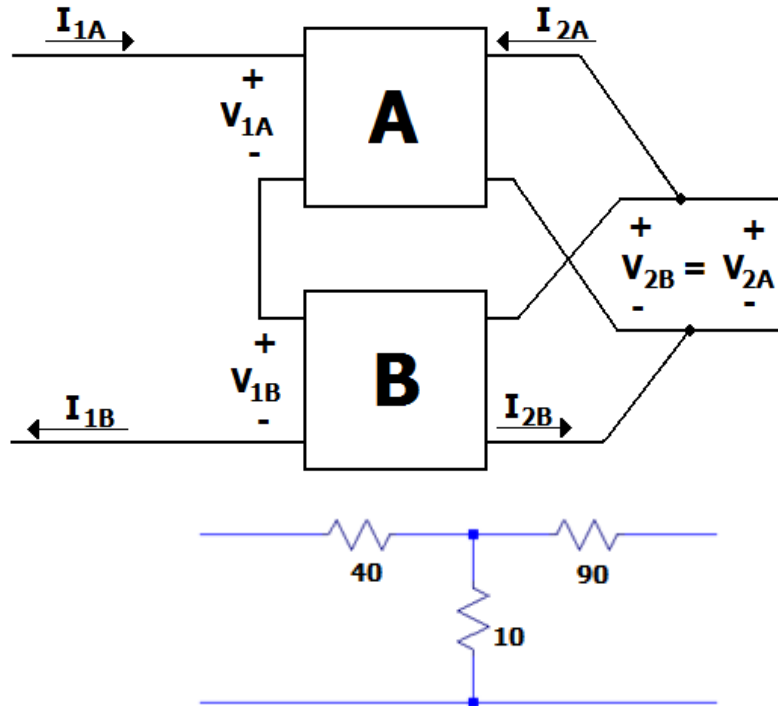 I1A I2A
+
V1A
-
A
+ +
V2B = V2A
- -
+
V1B
-
B
I1B I2B
40 90
10